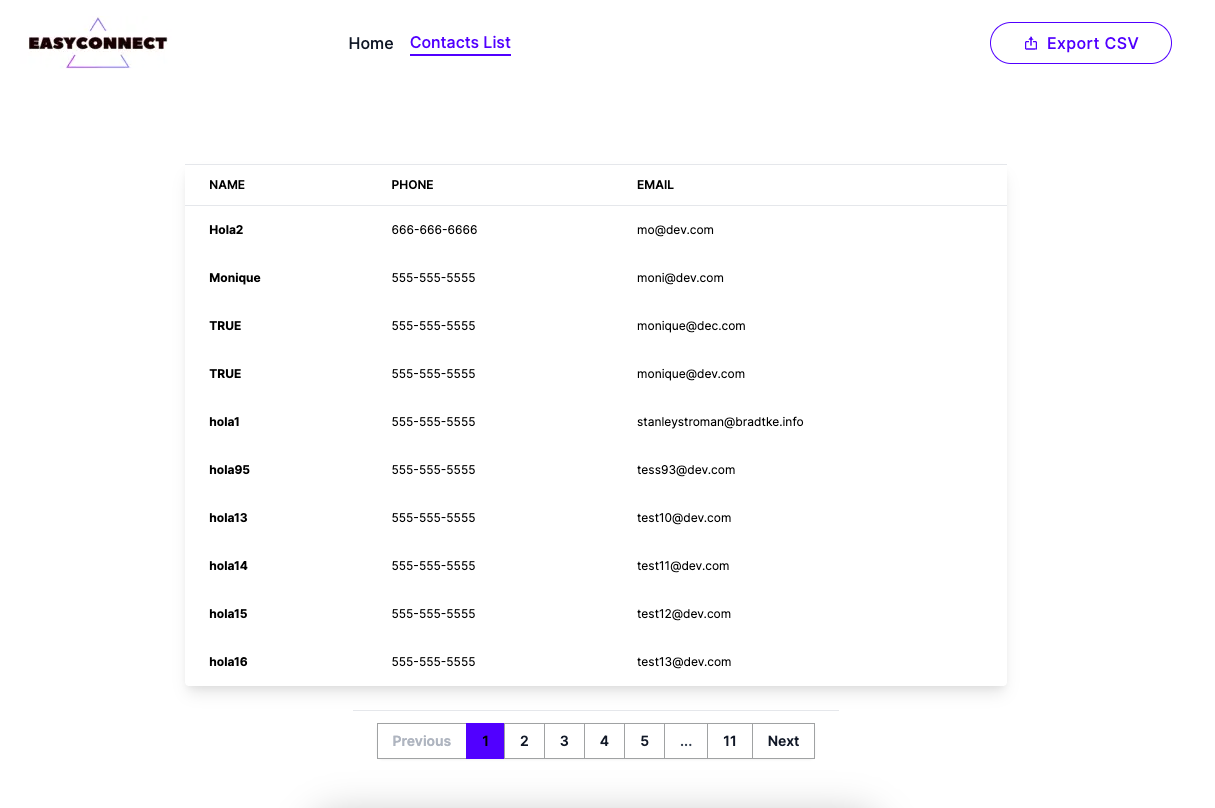 EASYCONNECT Home Contacts List Export CSV
NAME PHONE EMAIL
Hola2 666-666-6666 mo@dev.com
Monique 555-555-5555 moni@dev.com
TRUE 555-555-5555 monique@dec.com
TRUE 555-555-5555 monique@dev.com
hola1 555-555-5555 stanleystroman@bradtke.info
hola95 555-555-5555 tess93@dev.com
hola13 555-555-5555 test10@dev.com
hola14 555-555-5555 test11@dev.com
hola15 555-555-5555 test12@dev.com
hola16 555-555-5555 test13@dev.com
Previous 1 2 3 4 5 ... 11 Next